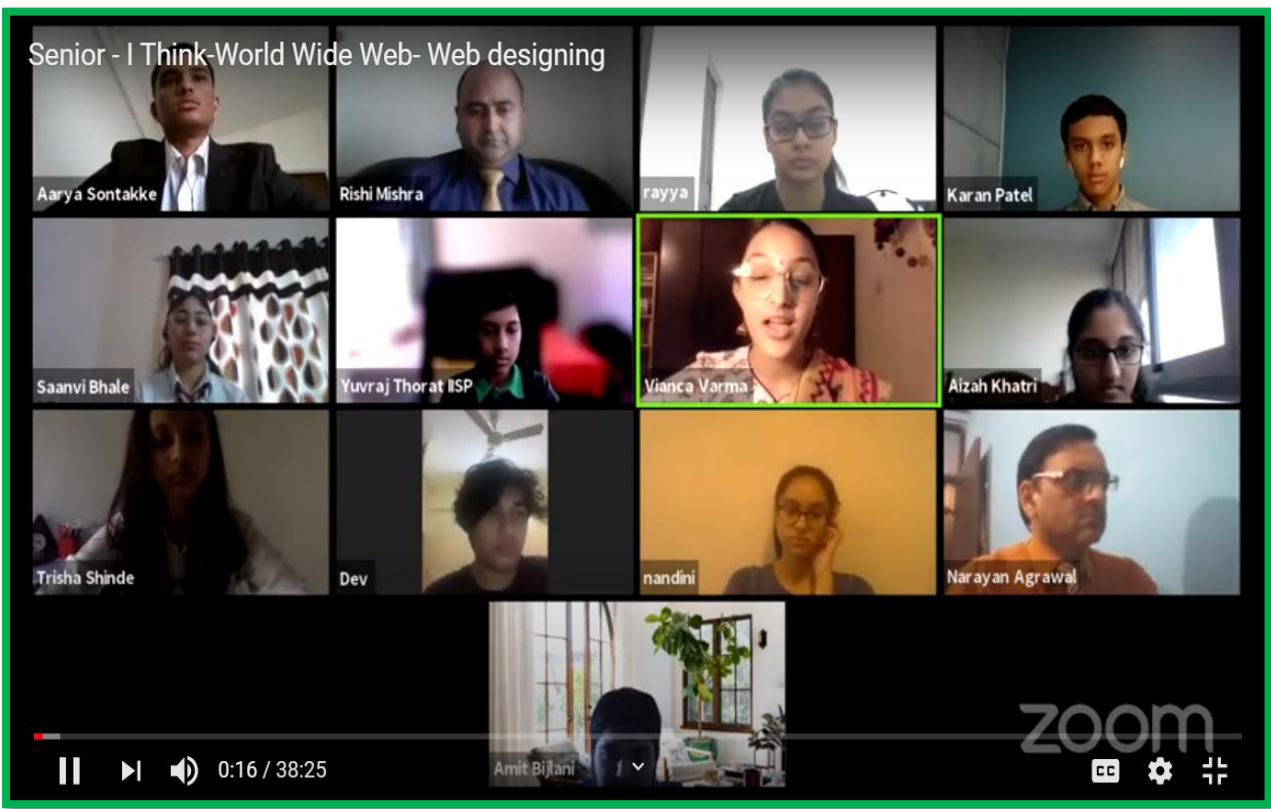 Senior - I Think-World Wide Web- Web designing
Aarya Sontakke
Rishi Mishra
rayya
Karan Patel
Saanvi Bhale
Yuvraj Thorat IISP
Vianca Varma
Aizah Khatri
Trisha Shinde
Dev
nandini
Narayan Agrawal
Amit Bijlani
zoom
0:16 / 38:25
CC